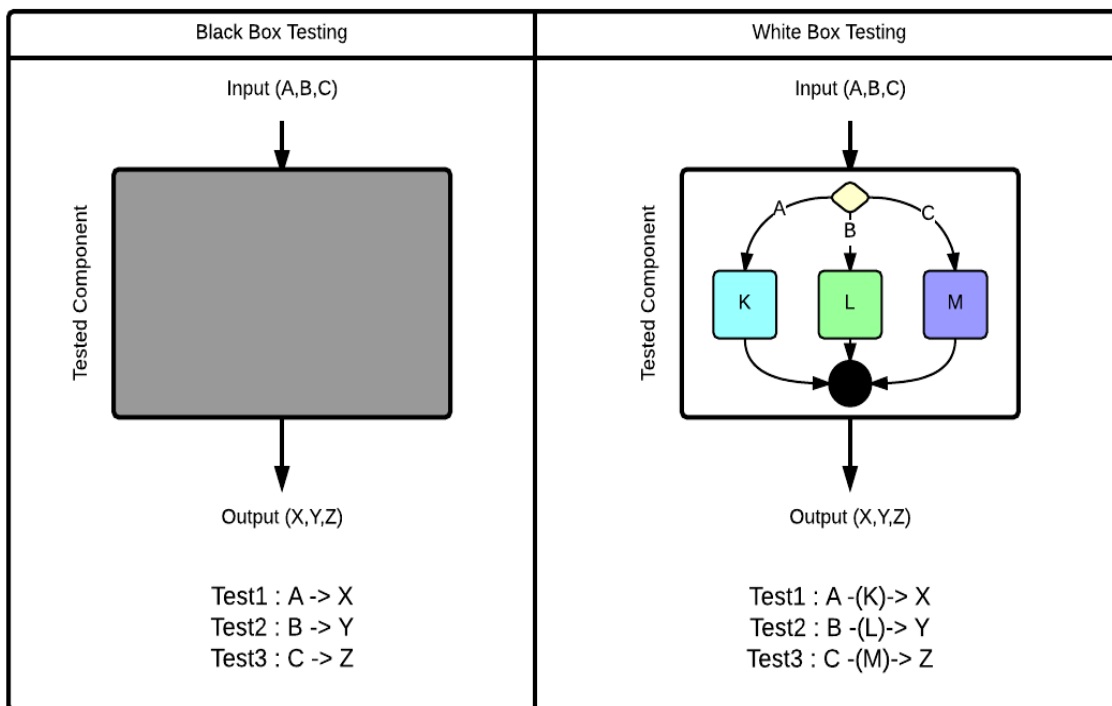 Black Box Testing
Input (A,B,C)
Tested Component
Output (X,Y,Z)
Test1 : A -> X
Test2 : B -> Y
Test3 : C -> Z
White Box Testing
Input (A,B,C)
Tested Component
A
B
C
K
L
M
Output (X,Y,Z)
Test1 : A -(K)-> X
Test2 : B -(L)-> Y
Test3 : C -(M)-> Z